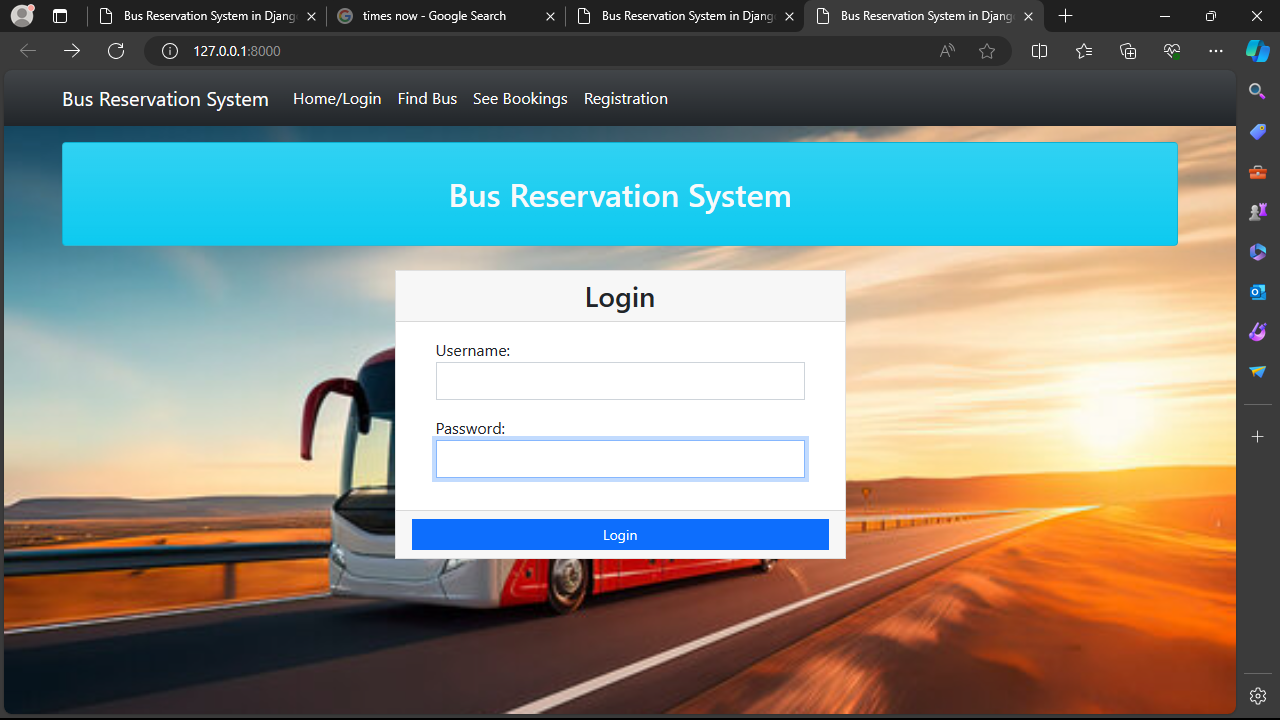 Bus Reservation System in Djang
times now - Google Search
Bus Reservation System in Djang
Bus Reservation System in Djang
127.0.0.1:8000
Bus Reservation System Home/Login Find Bus See Bookings Registration
Bus Reservation System
Login
Username:
Password:
Login